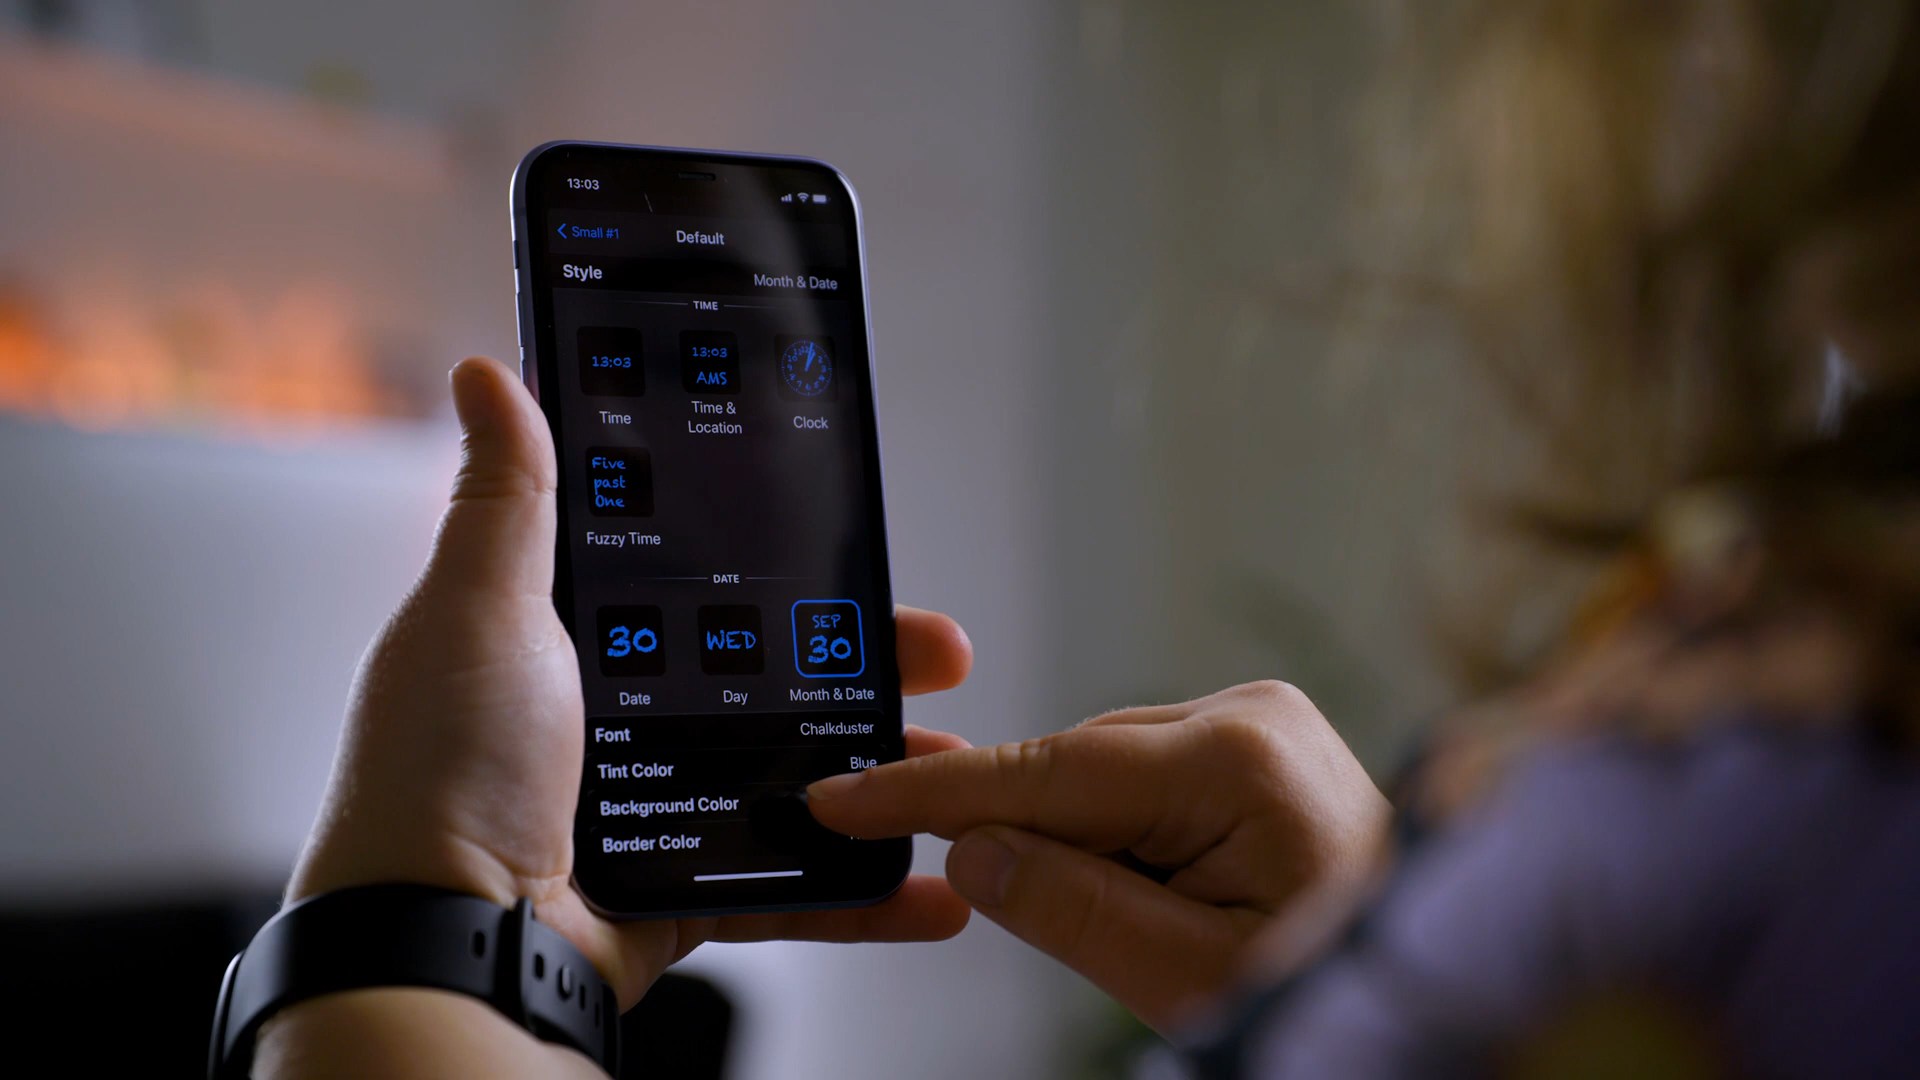 13:03
Small #1
Default
Style
Month & Date
TIME
13:03
13:03
AMS
Time
Time &
Location
Clock
Five
past
One
Fuzzy Time
DATE
30
WED
SEP
30
Date
Day
Month & Date
Font
Chalkduster
Tint Color
Blue
Background Color
Border Color